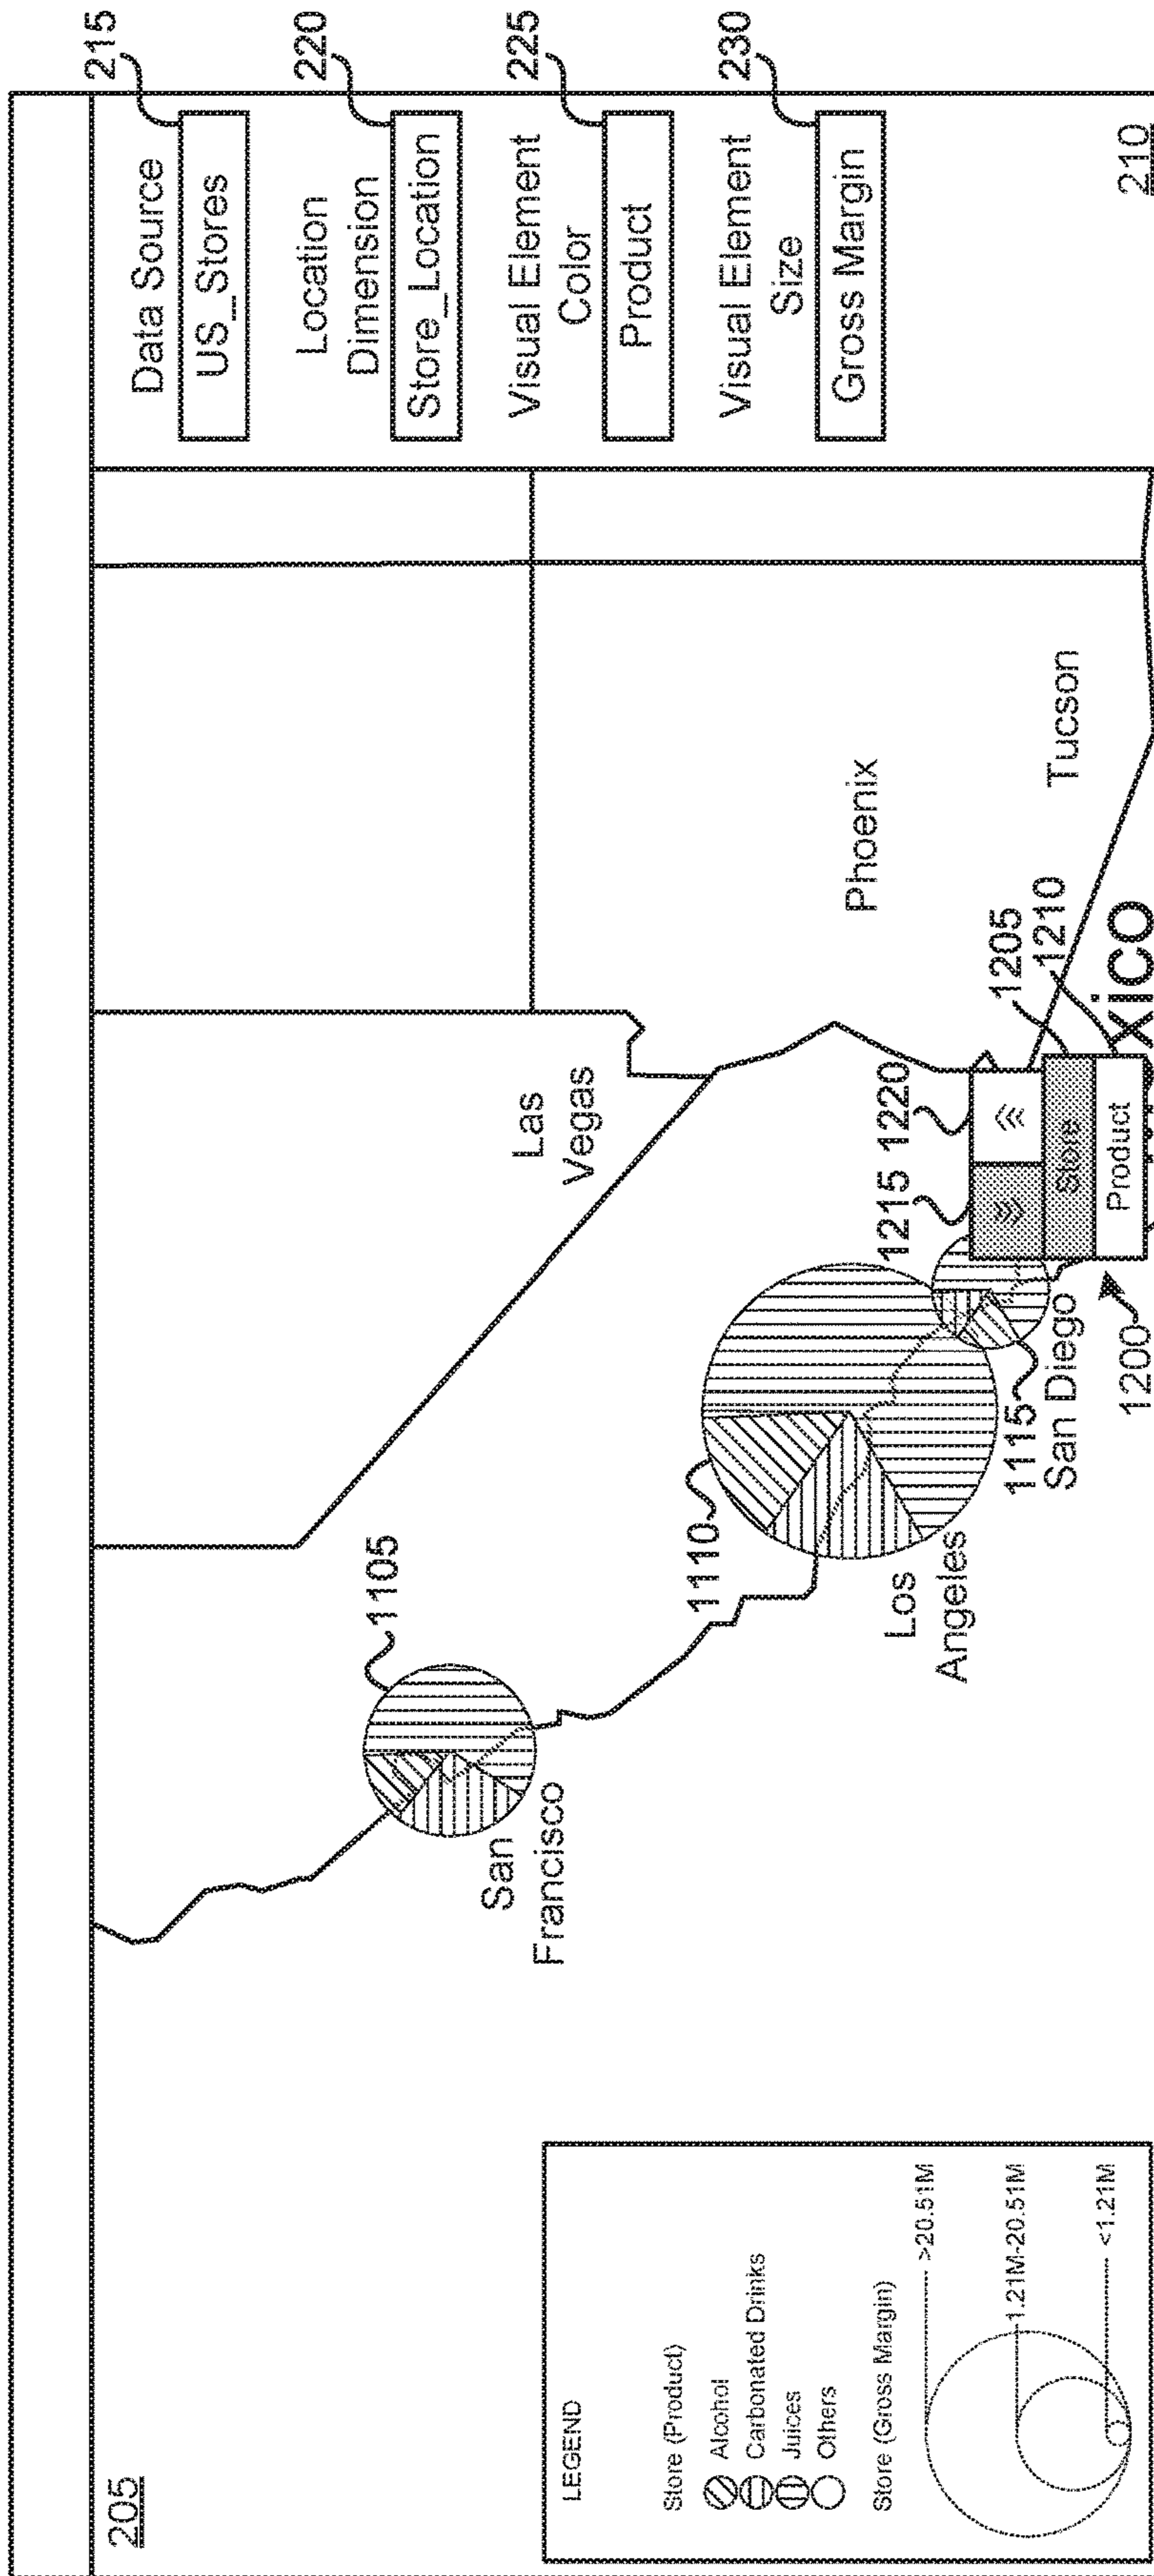 205
215
Data Source
US_Stores
220
Location
Dimension
Store_Location
225
Visual Element
Color
Product
230
Visual Element
Size
Gross Margin
210
1105
San
Francisco
Las
Vegas
1110
Los
Angeles
Phoenix
Tucson
1115
San Diego
1215
1220
1205
1210
Store
Product
1200
xico
LEGEND
Store (Product)
Alcohol
Carbonated Drinks
Juices
Others
Store (Gross Margin)
>20.51M
1.21M-20.51M
<1.21M